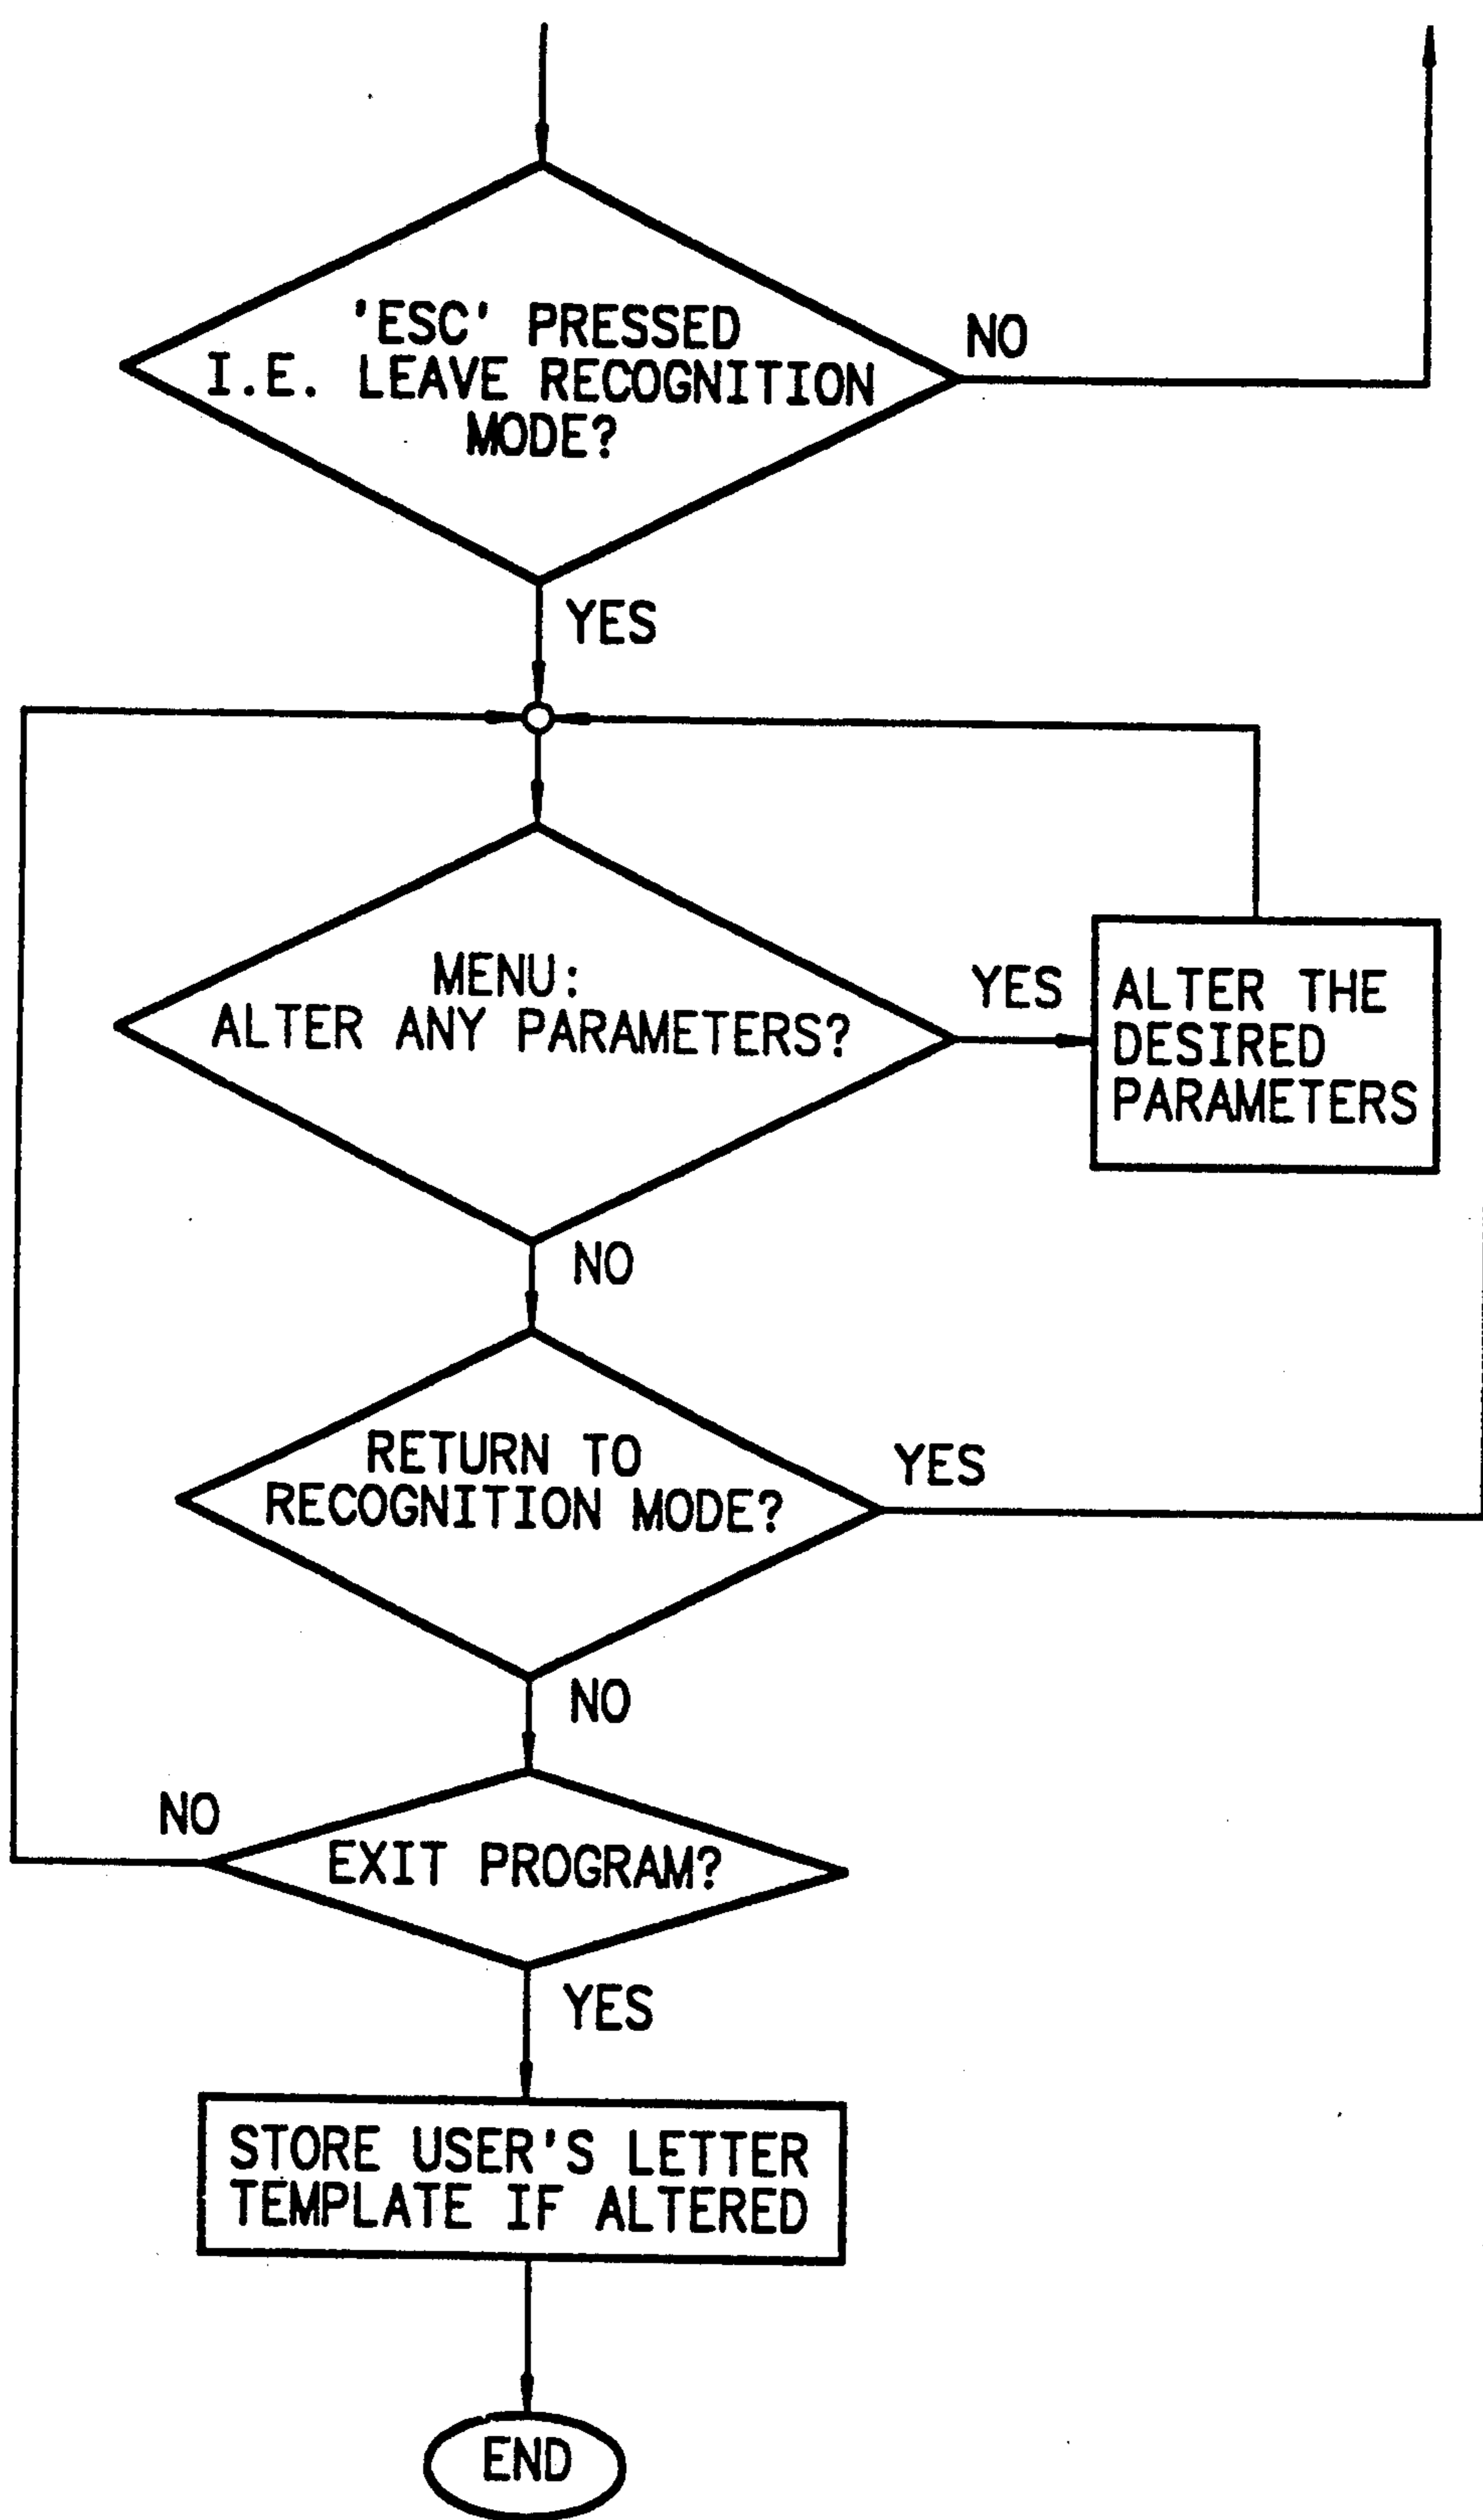 'ESC' PRESSED
I.E. LEAVE RECOGNITION
MODE?
NO
YES
MENU:
ALTER ANY PARAMETERS?
YES
ALTER THE
DESIRED
PARAMETERS
NO
RETURN TO
RECOGNITION MODE?
YES
NO
NO
EXIT PROGRAM?
YES
STORE USER'S LETTER
TEMPLATE IF ALTERED
END